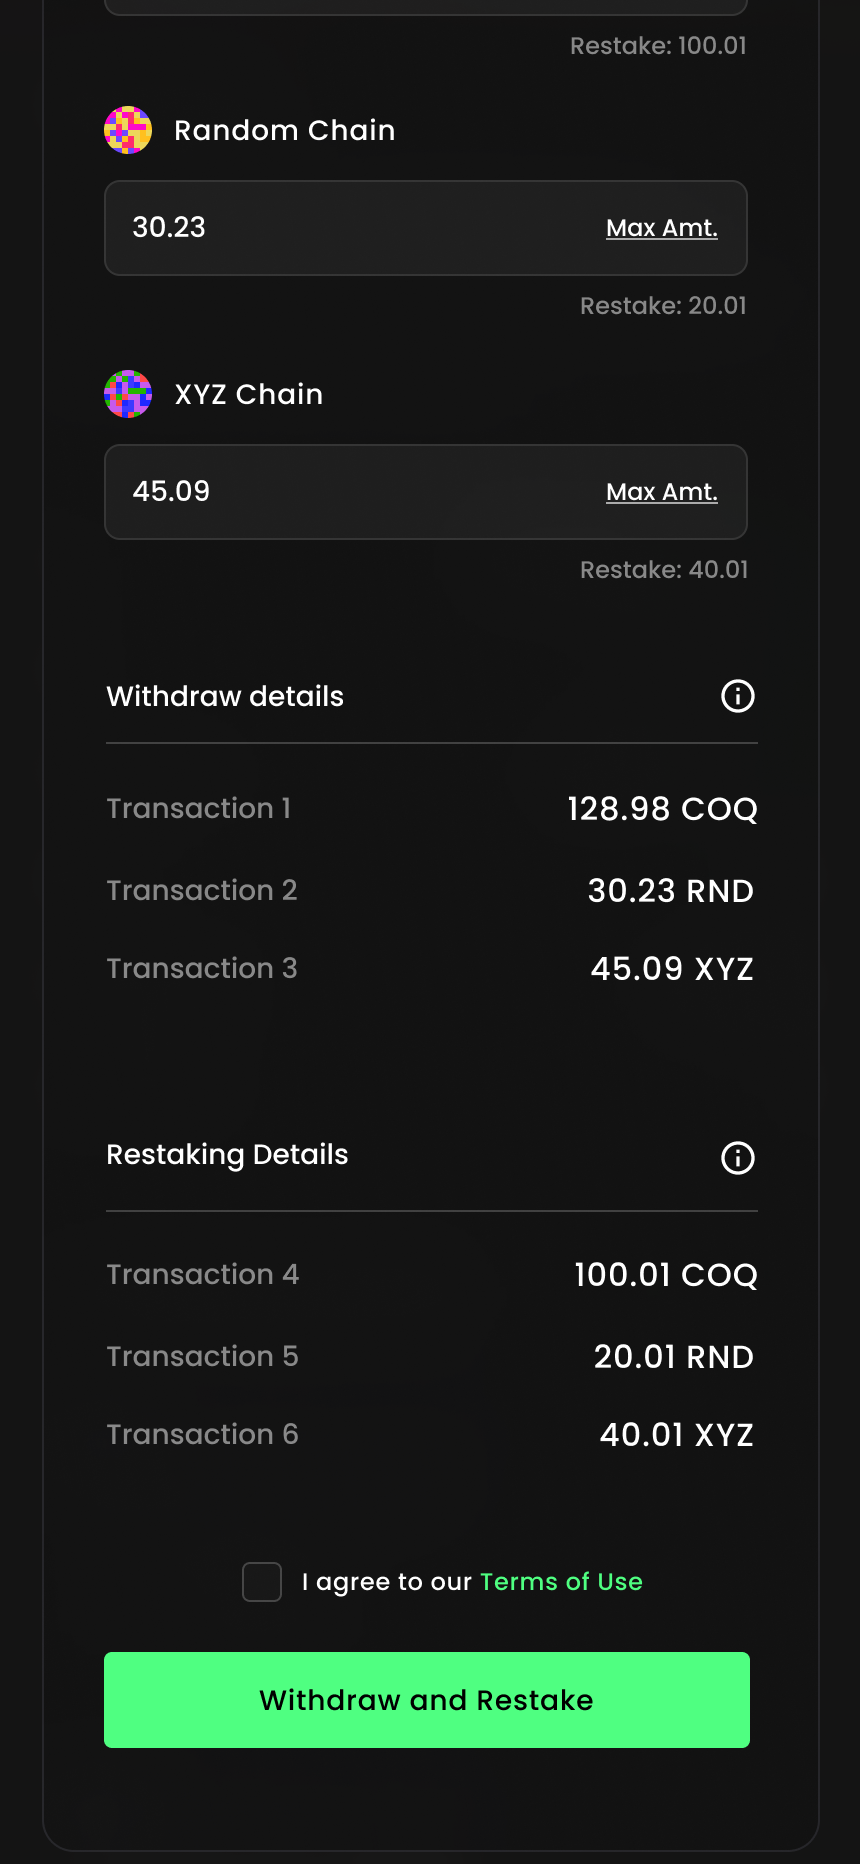 Restake: 100.01
Random Chain
30.23 Max Amt.
Restake: 20.01
XYZ Chain
45.09 Max Amt.
Restake: 40.01
Withdraw details
Transaction 1 128.98 COQ
Transaction 2 30.23 RND
Transaction 3 45.09 XYZ
Restaking Details
Transaction 4 100.01 COQ
Transaction 5 20.01 RND
Transaction 6 40.01 XYZ
I agree to our Terms of Use
Withdraw and Restake